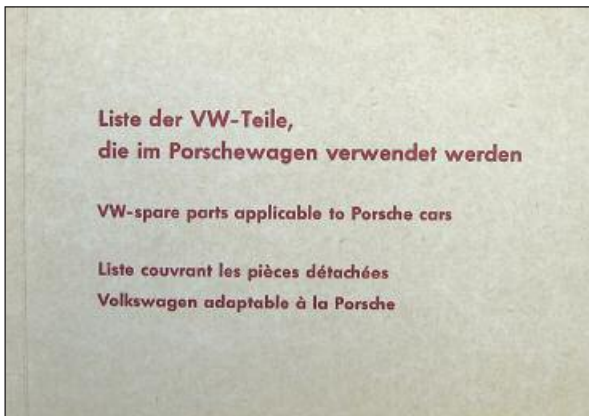 Liste der VW-Teile,
die im Porschewagen verwendet werden
VW-spare parts applicable to Porsche cars
Liste couvrant les pièces détachées
Volkswagen adaptable à la Porsche